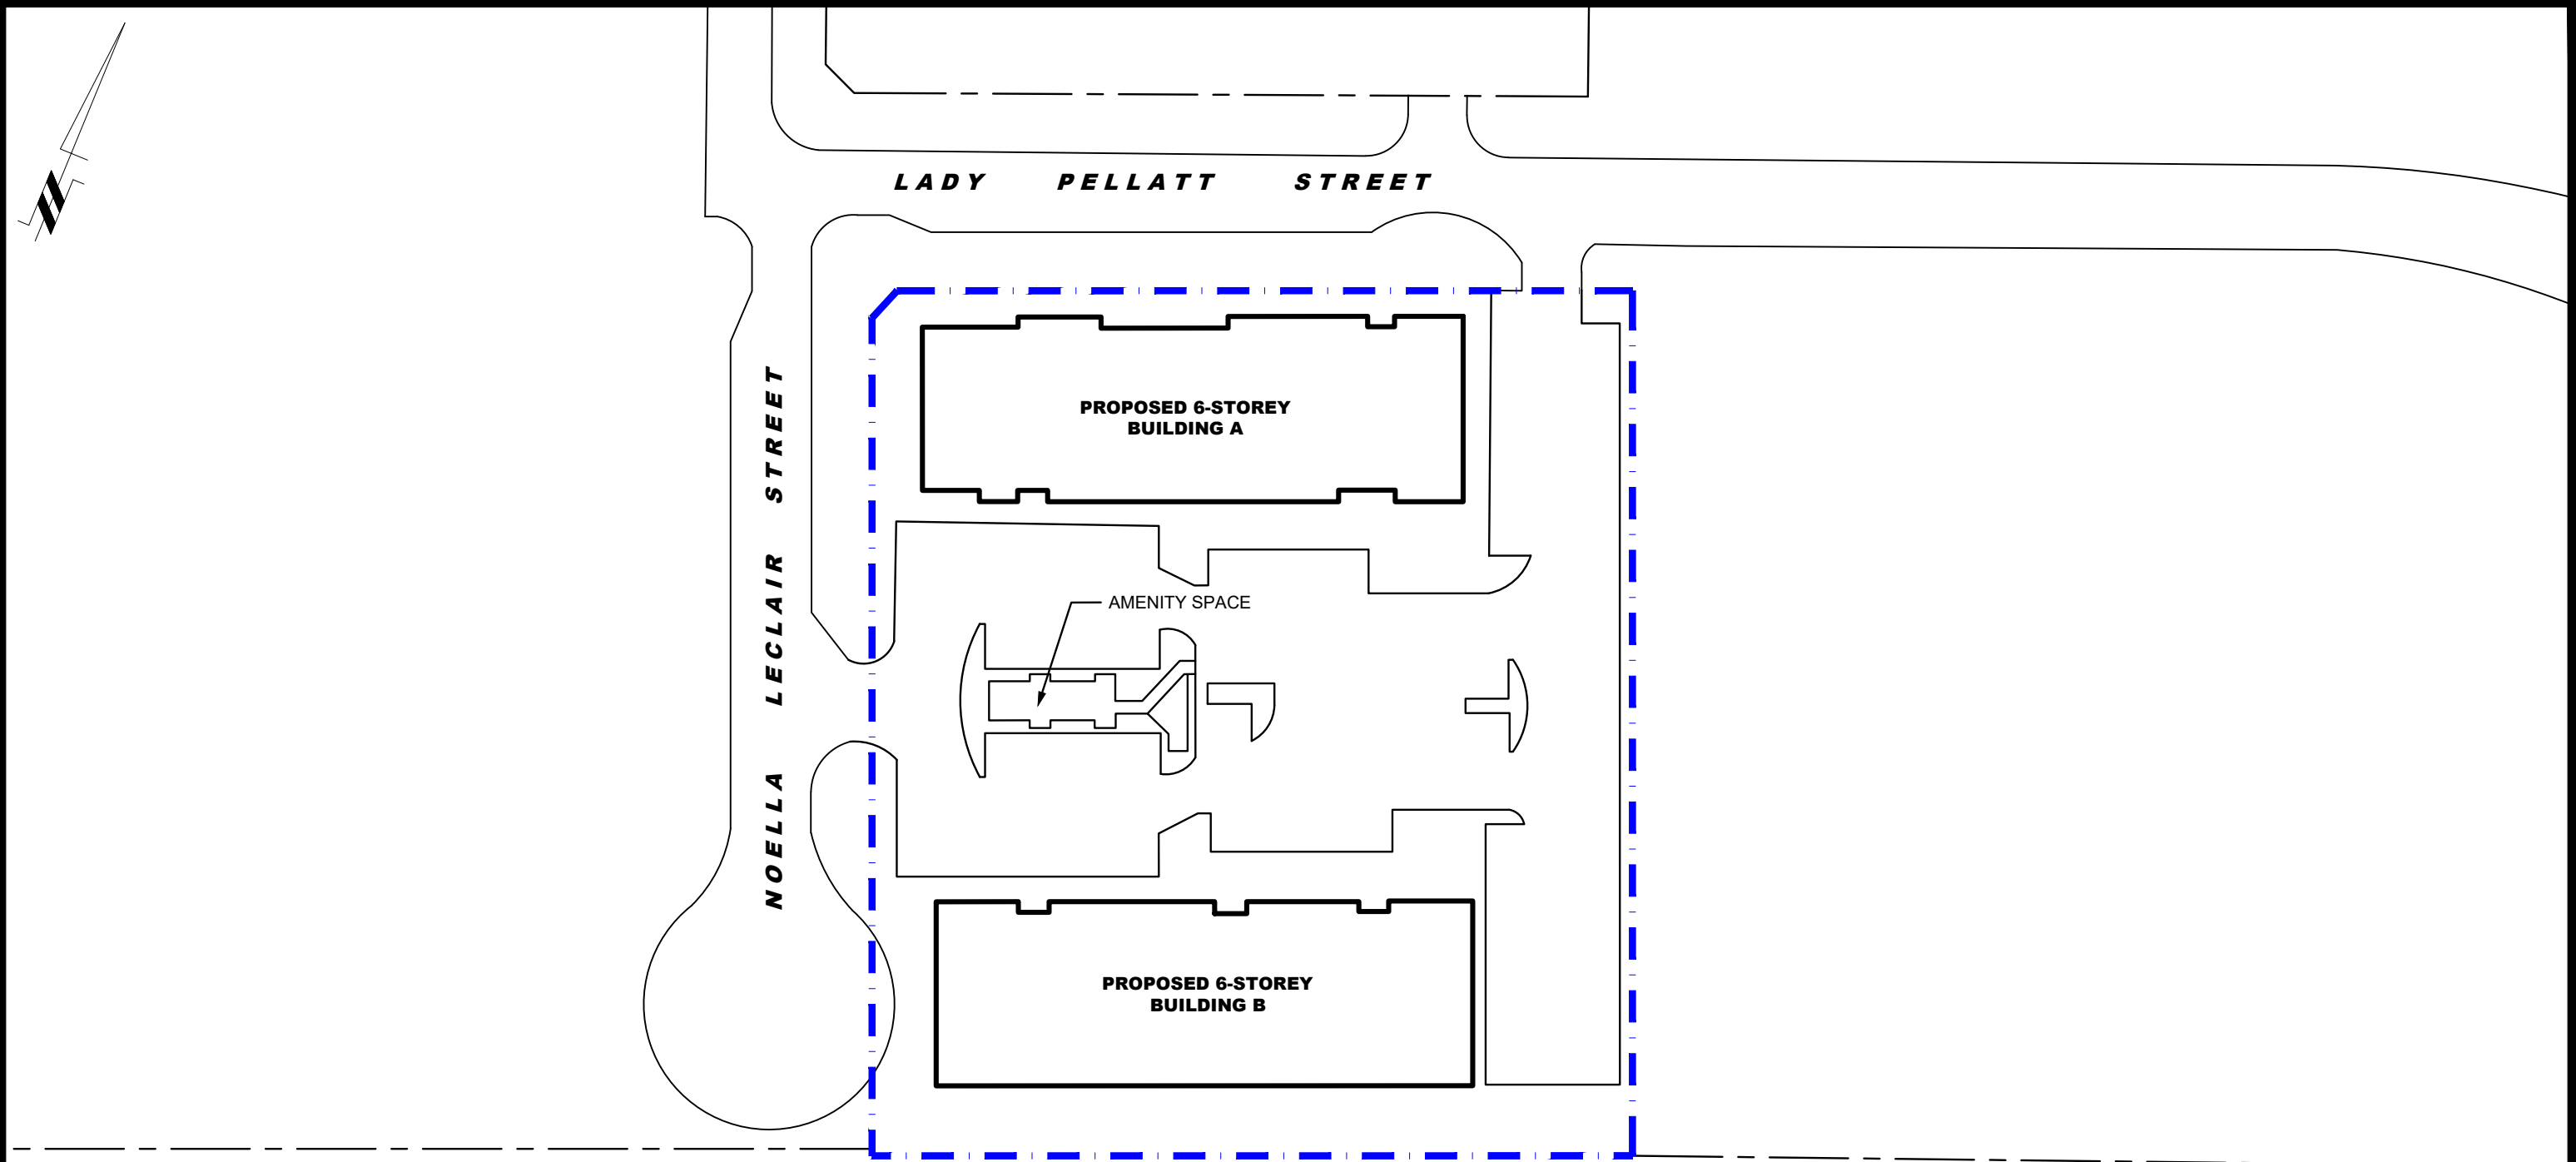 LADY PELLATT STREET
PROPOSED 6-STOREY
BUILDING A
NOELLA LECLAIR STREET
AMENITY SPACE
PROPOSED 6-STOREY
BUILDING B